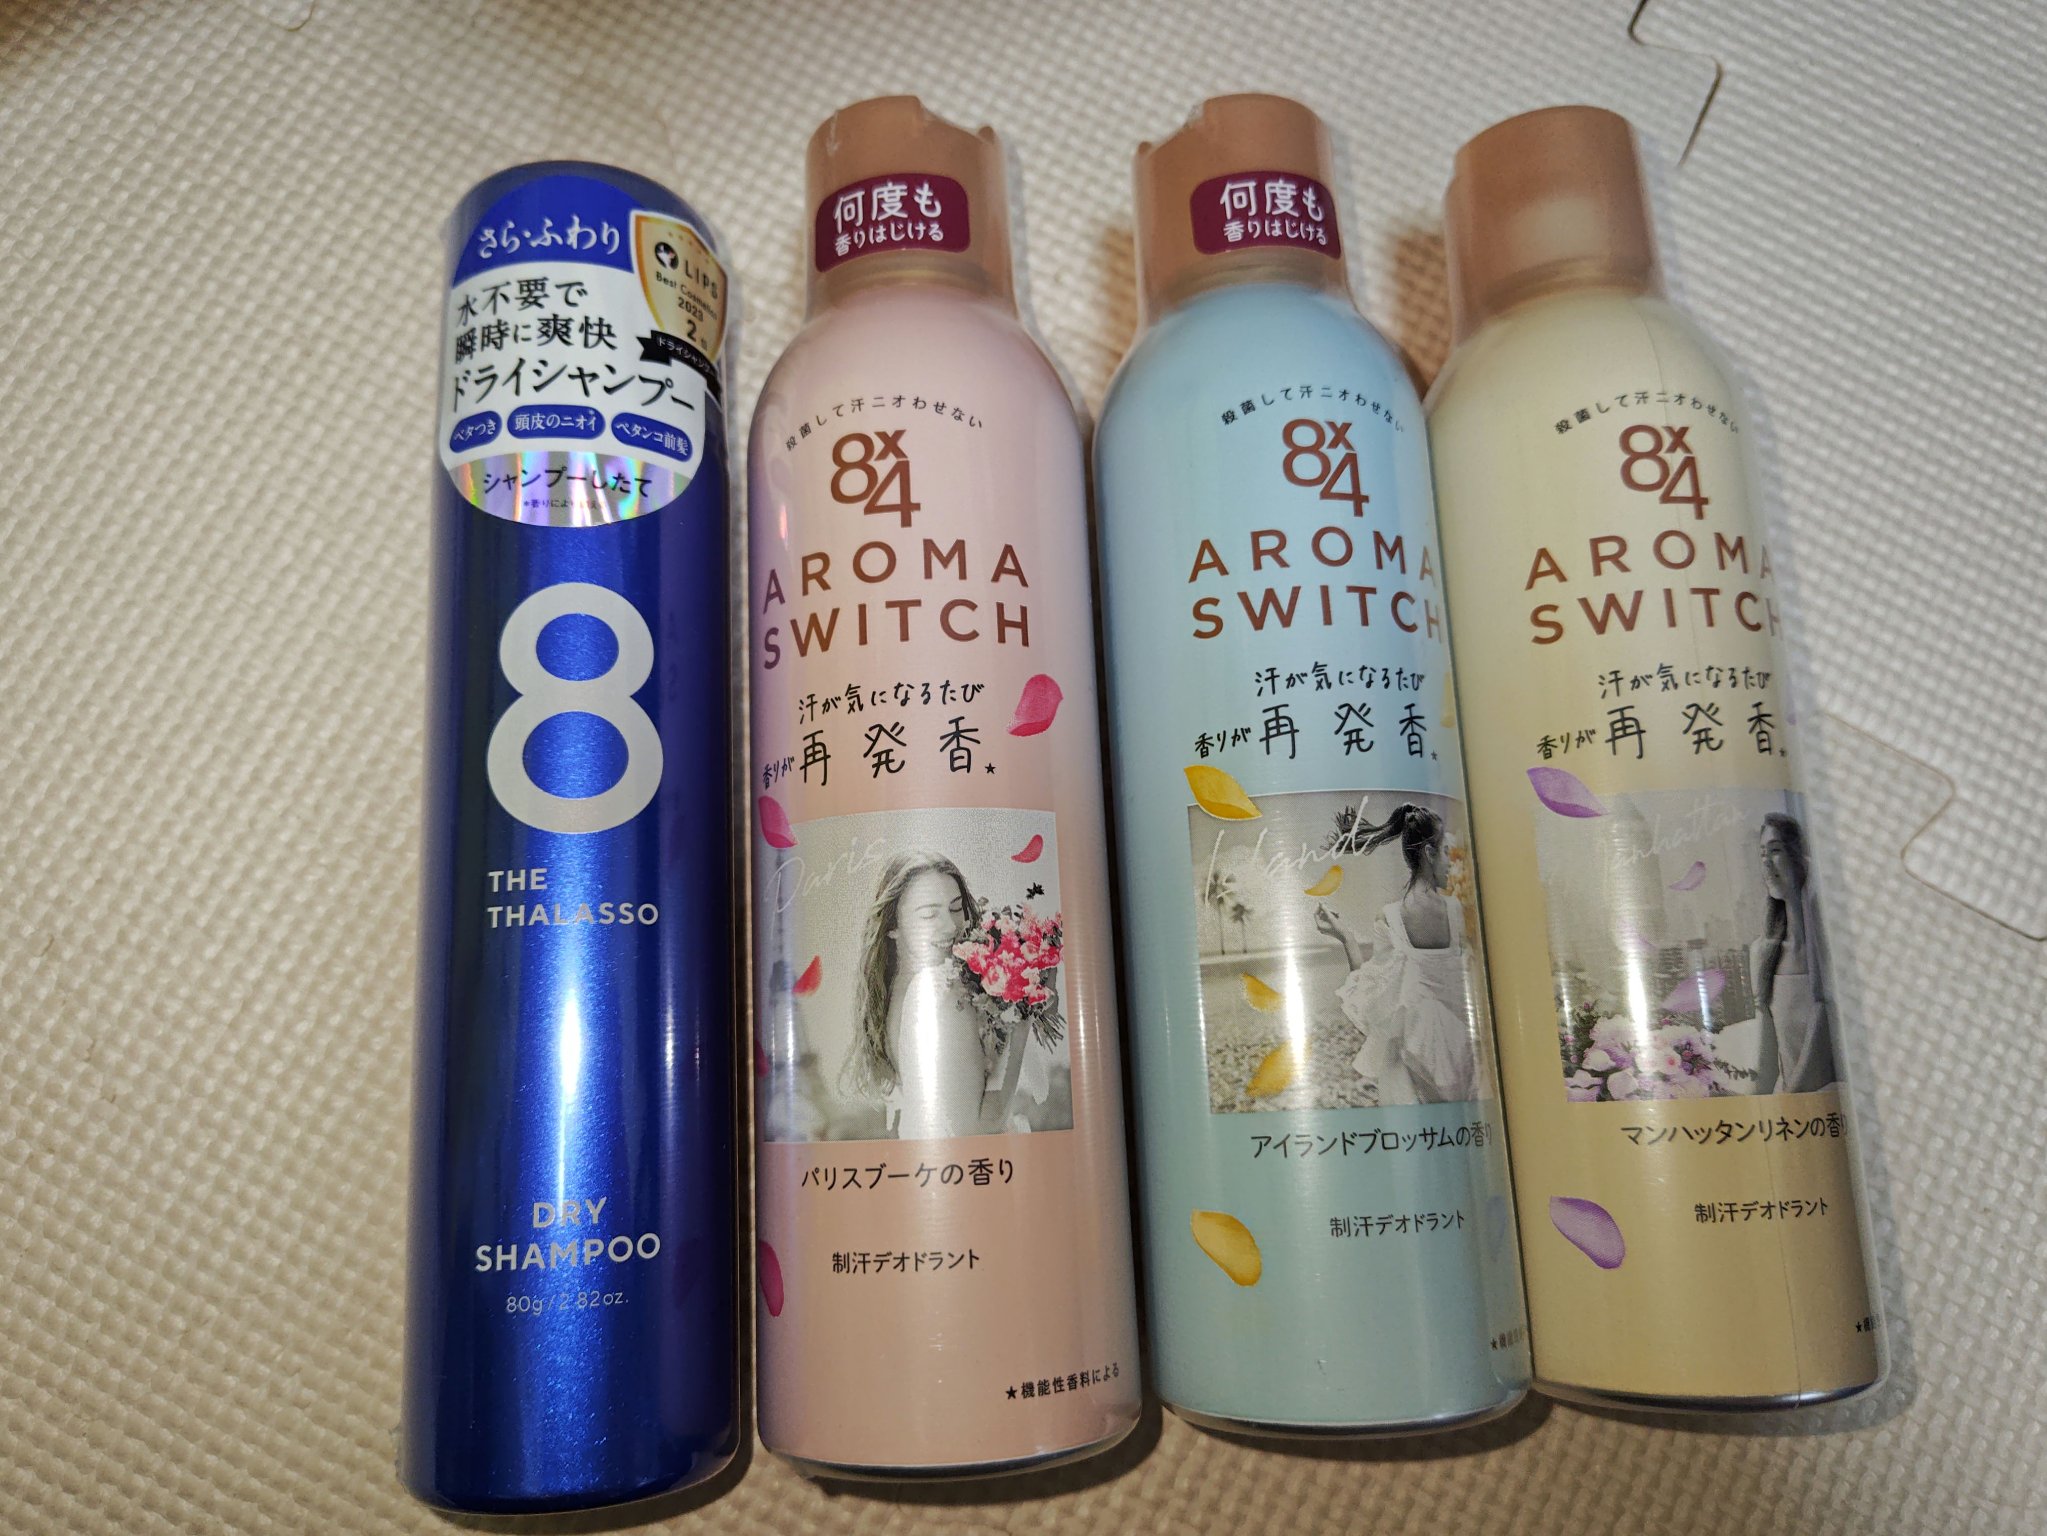 さら・ふわり
LIPS
Best Cosmetics
2023
2
水不要で
瞬時に爽快
ドライシャンプー
ベタつき
頭皮のニオイ*
ペタンコ前髪
シャンプーしたて
8
THE
THALASSO
DRY
SHAMPOO
80g/2.82oz.
何度も
香りはじける
殺菌して汗ニオわせない
8x4
AROMA
SWITCH
汗が気になるたび
香りが再発香★
Paris
パリスブーケの香り
制汗デオドラント
★機能性香料による
何度も
香りはじける
殺菌して汗ニオわせない
8x4
AROMA
SWITCH
汗が気になるたび
香りが再発香★
Island
アイランドブロッサムの香り
制汗デオドラント
殺菌して汗ニオわせない
8x4
AROMA
SWITCH
汗が気になるたび
香りが再発香★
Manhattan
マンハッタンリネンの香り
制汗デオドラント